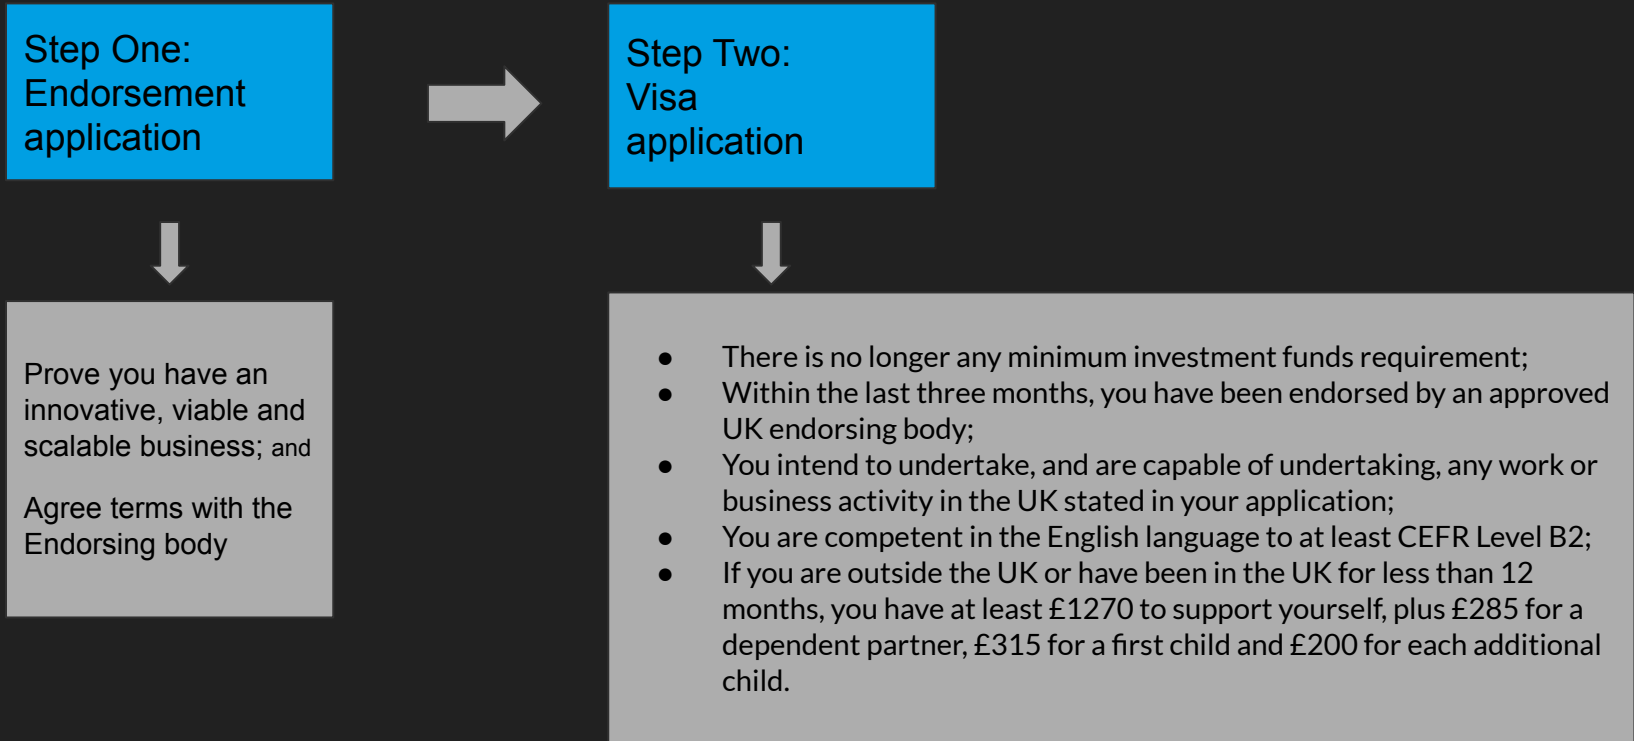 Step One:
Endorsement
application
Step Two:
Visa
application
Prove you have an
innovative, viable and
scalable business; and
Agree terms with the
Endorsing body
● There is no longer any minimum investment funds requirement;
● Within the last three months, you have been endorsed by an approved
UK endorsing body;
● You intend to undertake, and are capable of undertaking, any work or
business activity in the UK stated in your application;
● You are competent in the English language to at least CEFR Level B2;
● If you are outside the UK or have been in the UK for less than 12
months, you have at least £1270 to support yourself, plus £285 for a
dependent partner, £315 for a first child and £200 for each additional
child.